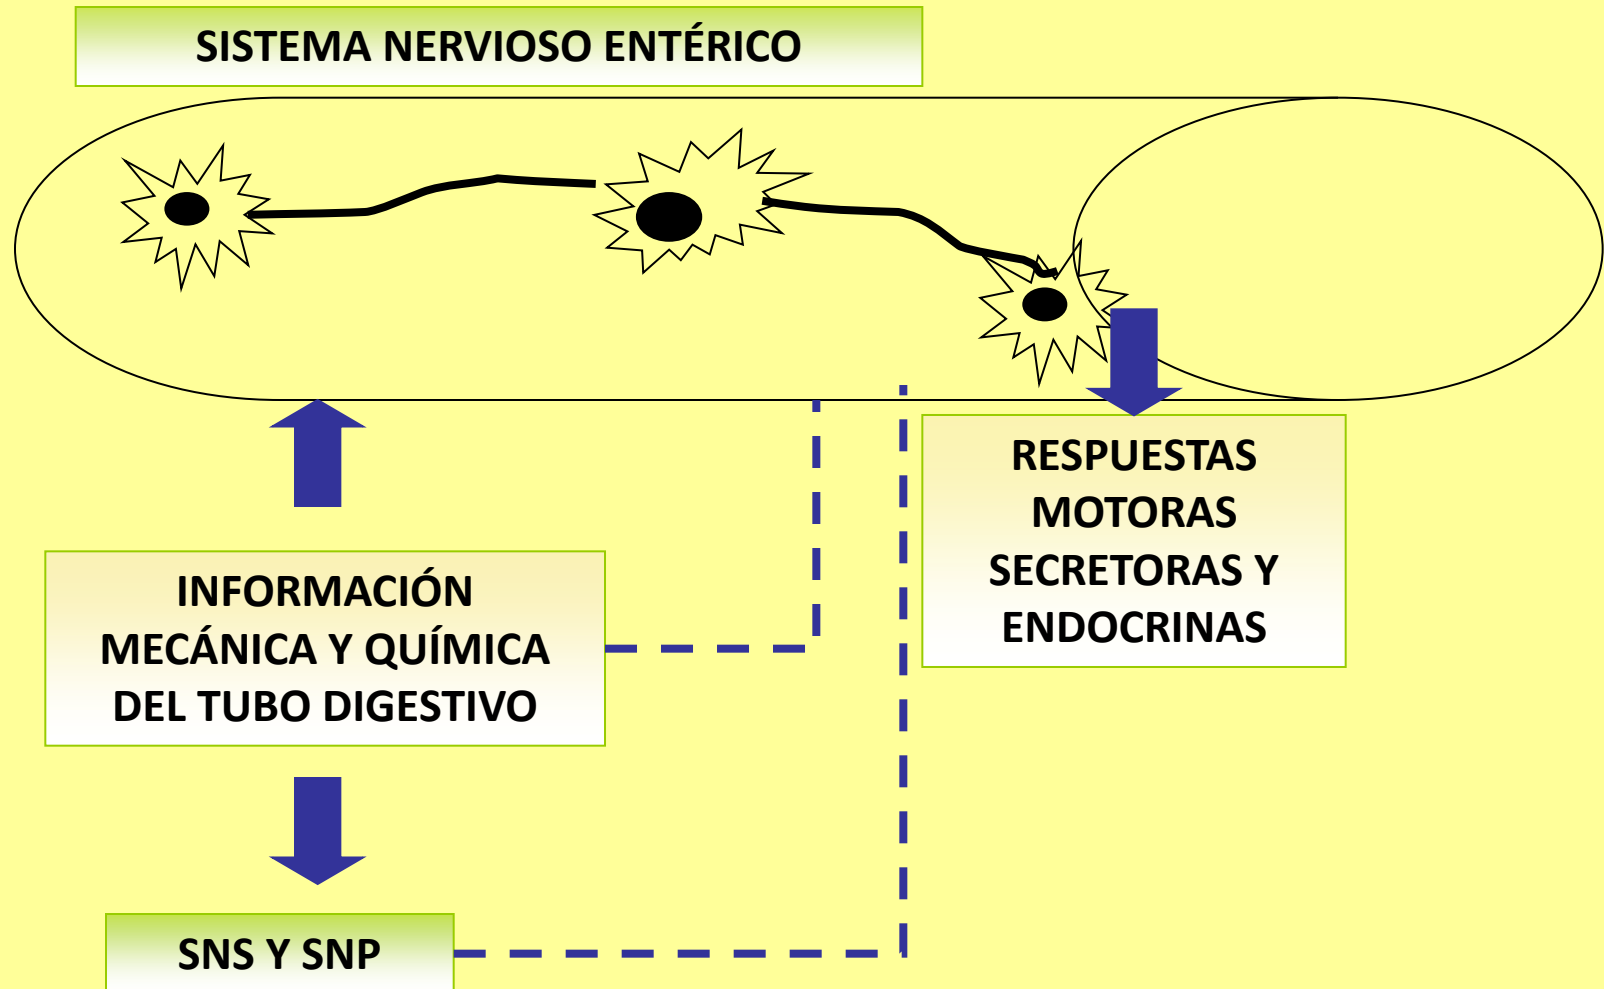 SISTEMA NERVIOSO ENTÉRICO
INFORMACIÓN
MECÁNICA Y QUÍMICA
DEL TUBO DIGESTIVO
RESPUESTAS
MOTORAS
SECRETORAS Y
ENDOCRINAS
SNS Y SNP